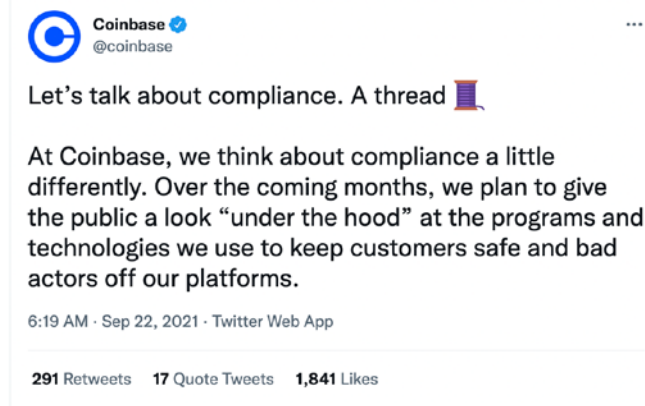 Coinbase
@coinbase
Let’s talk about compliance. A thread 🧵
At Coinbase, we think about compliance a little
differently. Over the coming months, we plan to give
the public a look “under the hood” at the programs and
technologies we use to keep customers safe and bad
actors off our platforms.
6:19 AM · Sep 22, 2021 · Twitter Web App
291 Retweets 17 Quote Tweets 1,841 Likes